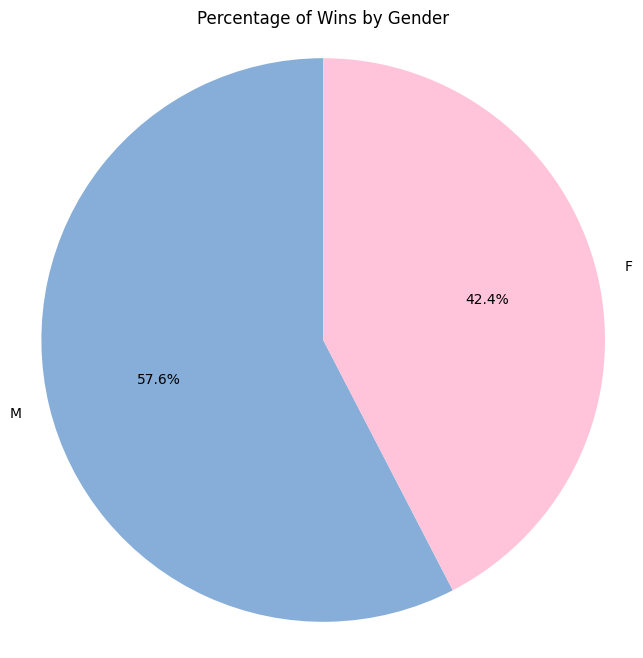 Percentage of Wins by Gender
F
42.4%
57.6%
M